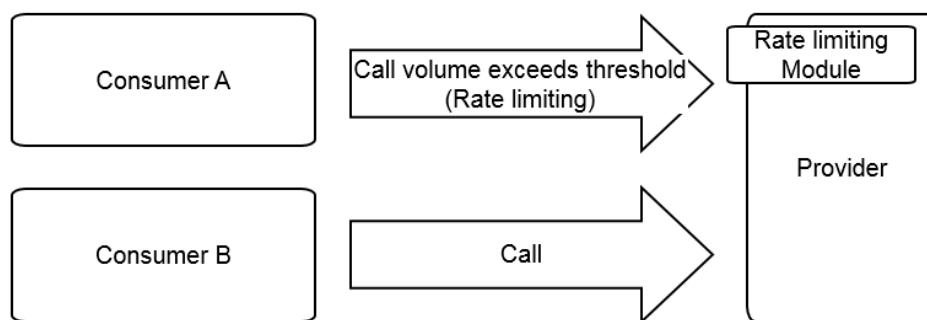 Consumer A
Call volume exceeds threshold
(Rate limiting)
Rate limiting
Module
Provider
Consumer B
Call